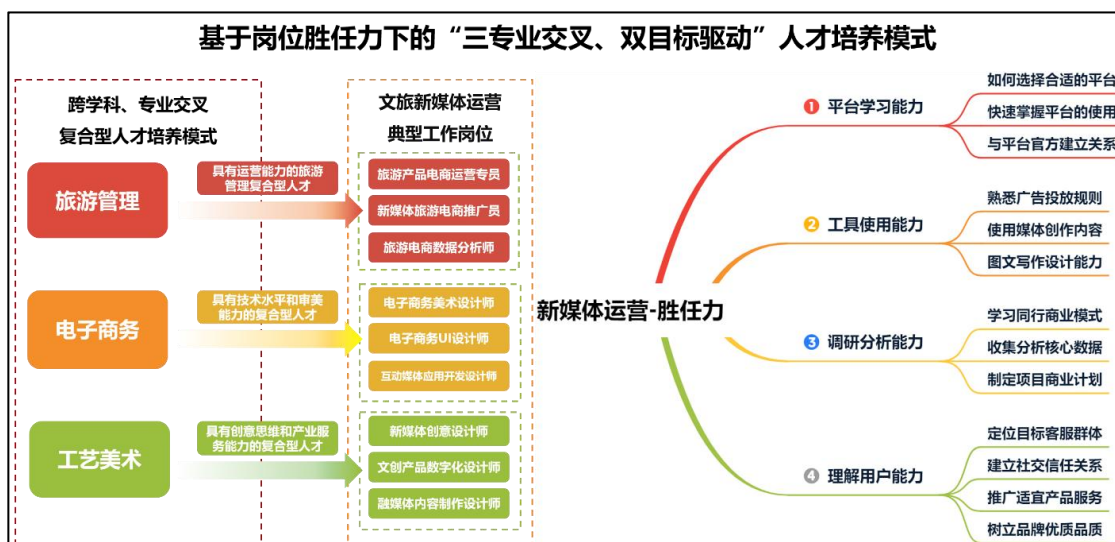 基于岗位胜任力下的“三专业交叉、双目标驱动”人才培养模式
跨学科、专业交叉
复合型人才培养模式
旅游管理
电子商务
工艺美术
具有运营能力的旅游
管理复合型人才
具有技术水平和审美
能力的复合型人才
具有创意思维和产业服
务能力的复合型人才
文旅新媒体运营
典型工作岗位
旅游产品电商运营专员
新媒体旅游电商推广员
旅游电商数据分析师
电子商务美术设计师
电子商务UI设计师
互动媒体应用开发设计师
新媒体创意设计师
文创产品数字化设计师
融媒体内容制作设计师
新媒体运营-胜任力
1 平台学习能力
如何选择合适的平台
快速掌握平台的使用
与平台官方建立关系
2 工具使用能力
熟悉广告投放规则
使用媒体创作内容
图文写作设计能力
3 调研分析能力
学习同行商业模式
收集分析核心数据
制定项目商业计划
4 理解用户能力
定位目标客服群体
建立社交信任关系
推广适宜产品服务
树立品牌优质品质